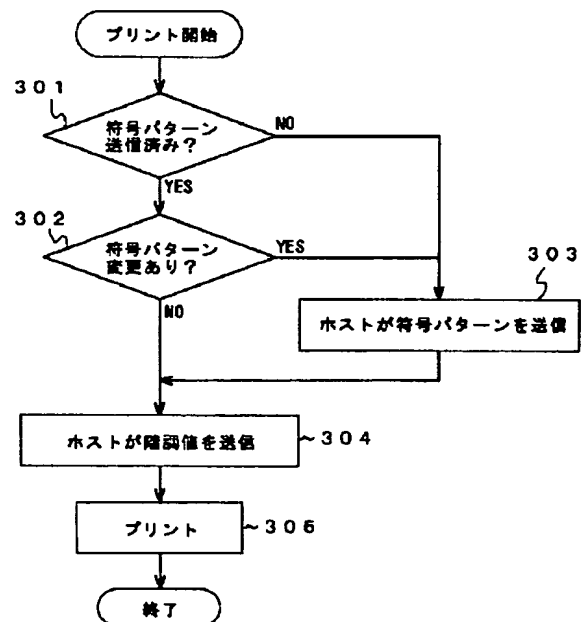 プリント開始
301
符号パターン
送信済み?
NO
YES
302
符号パターン
変更あり?
YES
NO
303
ホストが符号パターンを送信
ホストが階調値を送信
304
プリント
305
終了